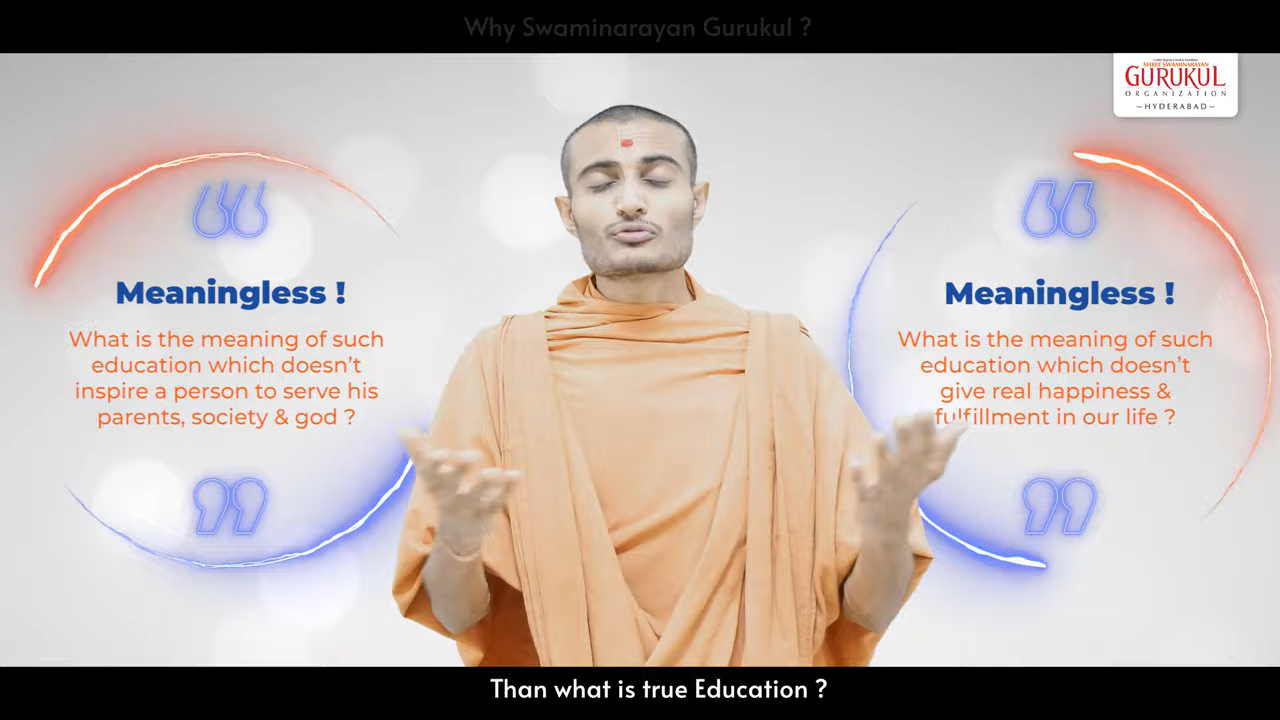 Why Swaminarayan Gurukul ?
SHREE SWAMINARAYAN
GURUKUL
ORGANIZATION
~HYDERABAD~
Meaningless !
What is the meaning of such
education which doesn’t
inspire a person to serve his
parents, society & god ?
Meaningless !
What is the meaning of such
education which doesn’t
give real happiness &
fulfillment in our life ?
Than what is true Education ?